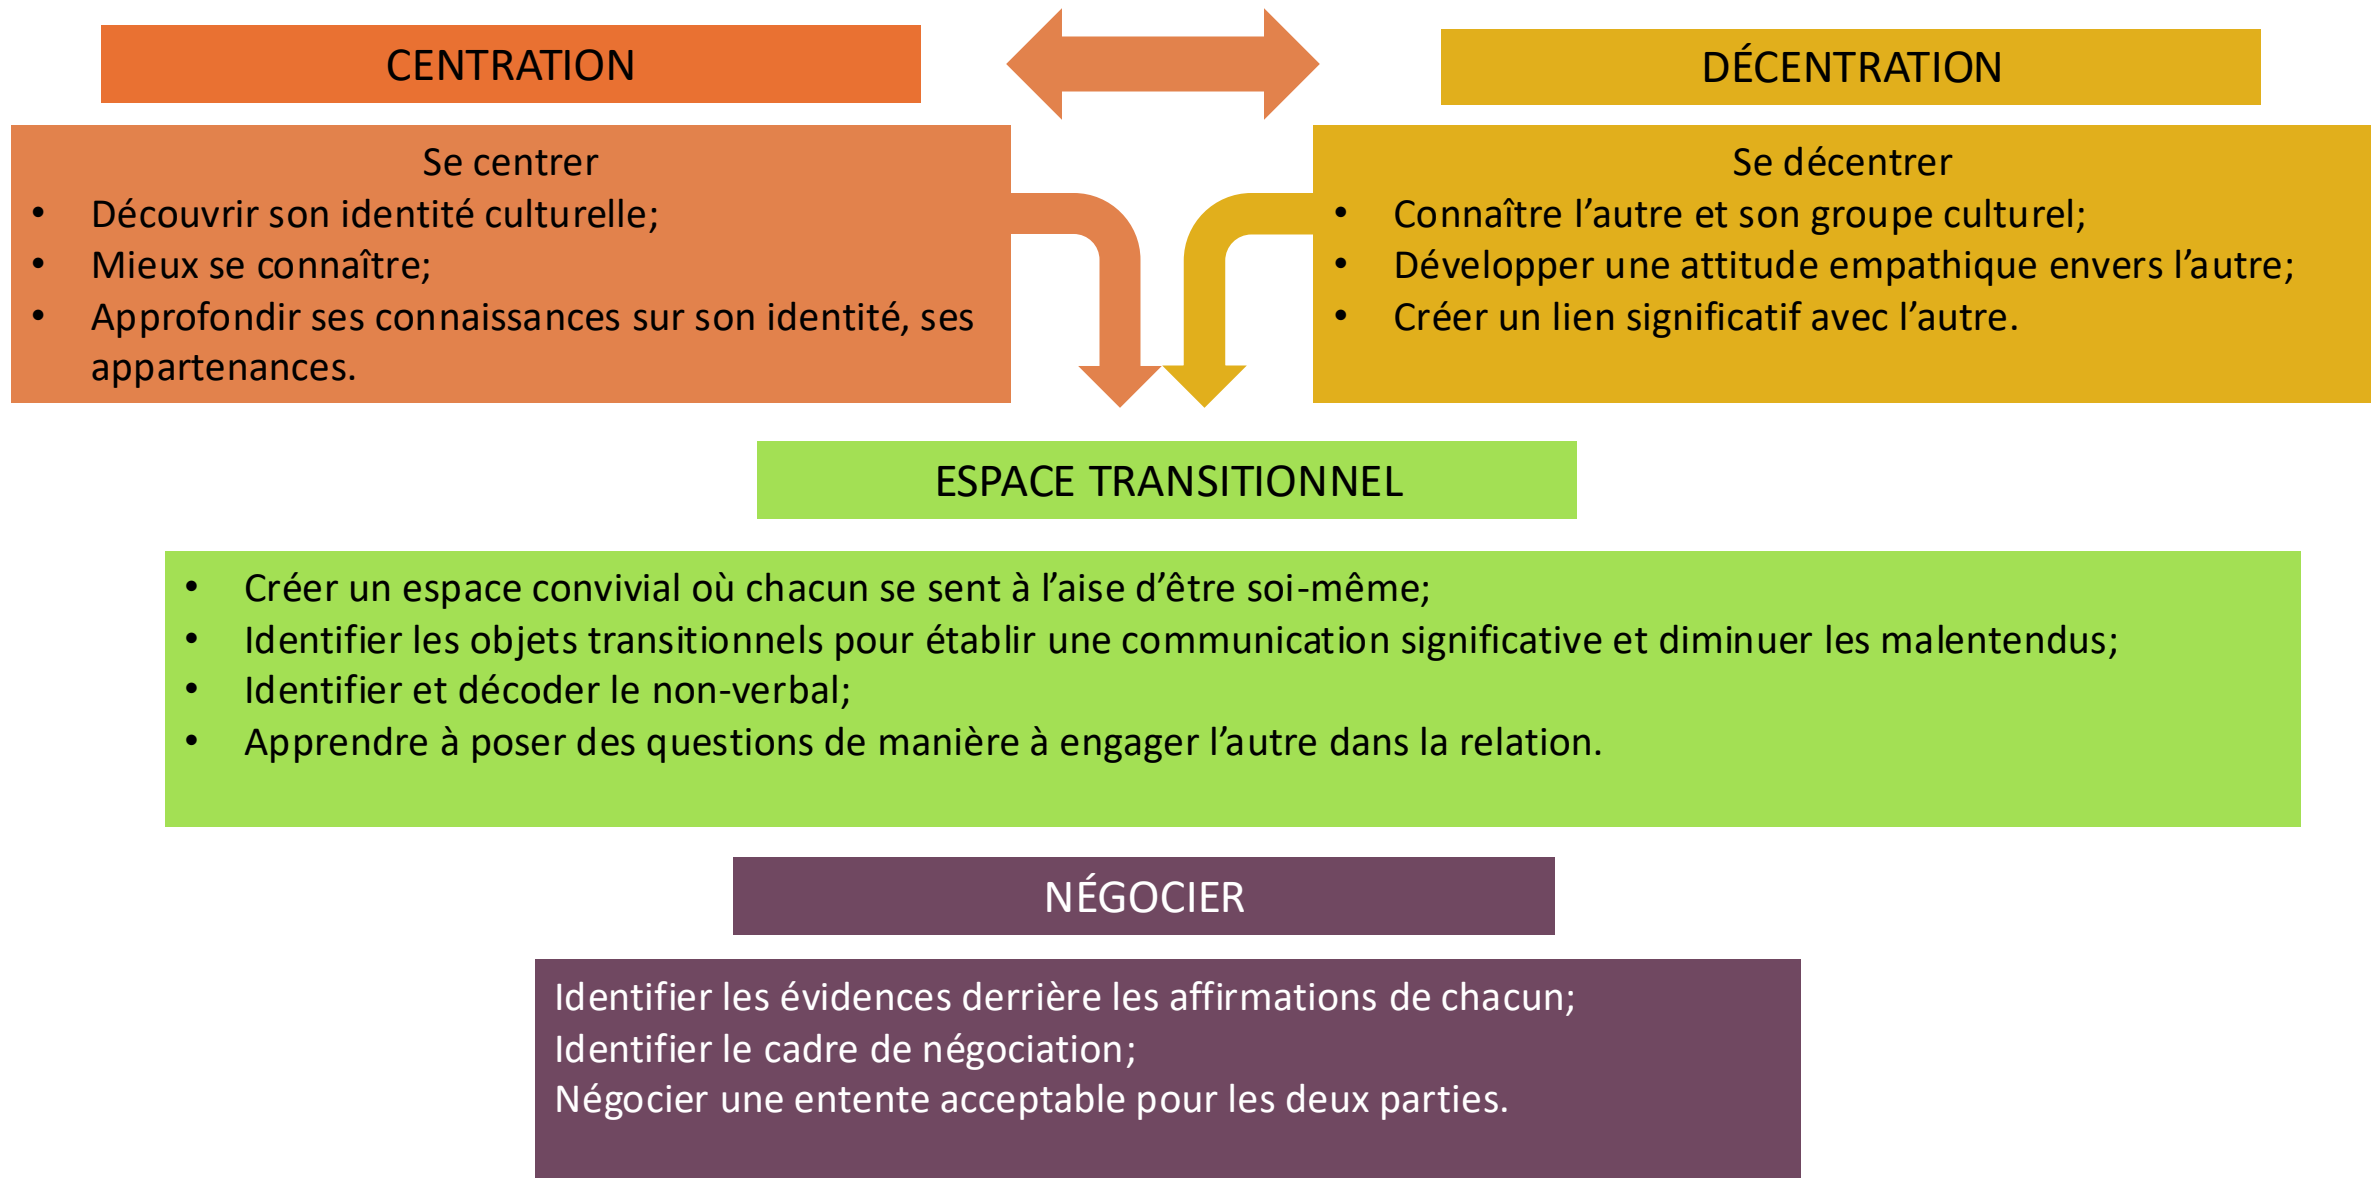 CENTRATION
Se centrer
• Découvrir son identité culturelle;
• Mieux se connaître;
• Approfondir ses connaissances sur son identité, ses
appartenances.
DÉCENTRATION
Se décentrer
• Connaître l’autre et son groupe culturel;
• Développer une attitude empathique envers l’autre;
• Créer un lien significatif avec l’autre.
ESPACE TRANSITIONNEL
• Créer un espace convivial où chacun se sent à l’aise d’être soi-même;
• Identifier les objets transitionnels pour établir une communication significative et diminuer les malentendus;
• Identifier et décoder le non-verbal;
• Apprendre à poser des questions de manière à engager l’autre dans la relation.
NÉGOCIER
Identifier les évidences derrière les affirmations de chacun;
Identifier le cadre de négociation;
Négocier une entente acceptable pour les deux parties.